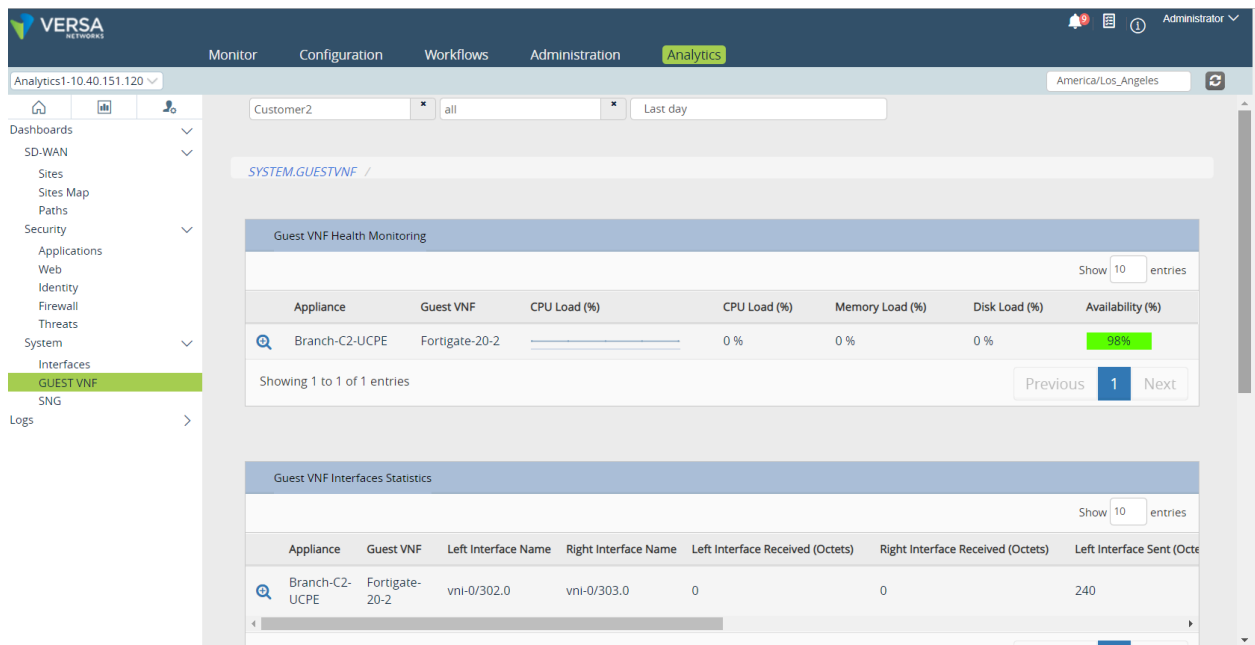 VERSA
NETWORKS
9
Administrator
Monitor Configuration Workflows Administration Analytics
Analytics1-10.40.151.120
America/Los_Angeles
Dashboards
SD-WAN
Sites
Sites Map
Paths
Security
Applications
Web
Identity
Firewall
Threats
System
Interfaces
GUEST VNF
SNG
Logs
Customer2 × all × Last day
SYSTEM.GUESTVNF /
Guest VNF Health Monitoring
Show 10 entries
Appliance Guest VNF CPU Load (%) CPU Load (%) Memory Load (%) Disk Load (%) Availability (%)
Branch-C2-UCPE Fortigate-20-2 0 % 0 % 0 % 98%
Showing 1 to 1 of 1 entries
Previous 1 Next
Guest VNF Interfaces Statistics
Show 10 entries
Appliance Guest VNF Left Interface Name Right Interface Name Left Interface Received (Octets) Right Interface Received (Octets) Left Interface Sent (Octe
Branch-C2- Fortigate-
UCPE 20-2 vni-0/302.0 vni-0/303.0 0 0 240